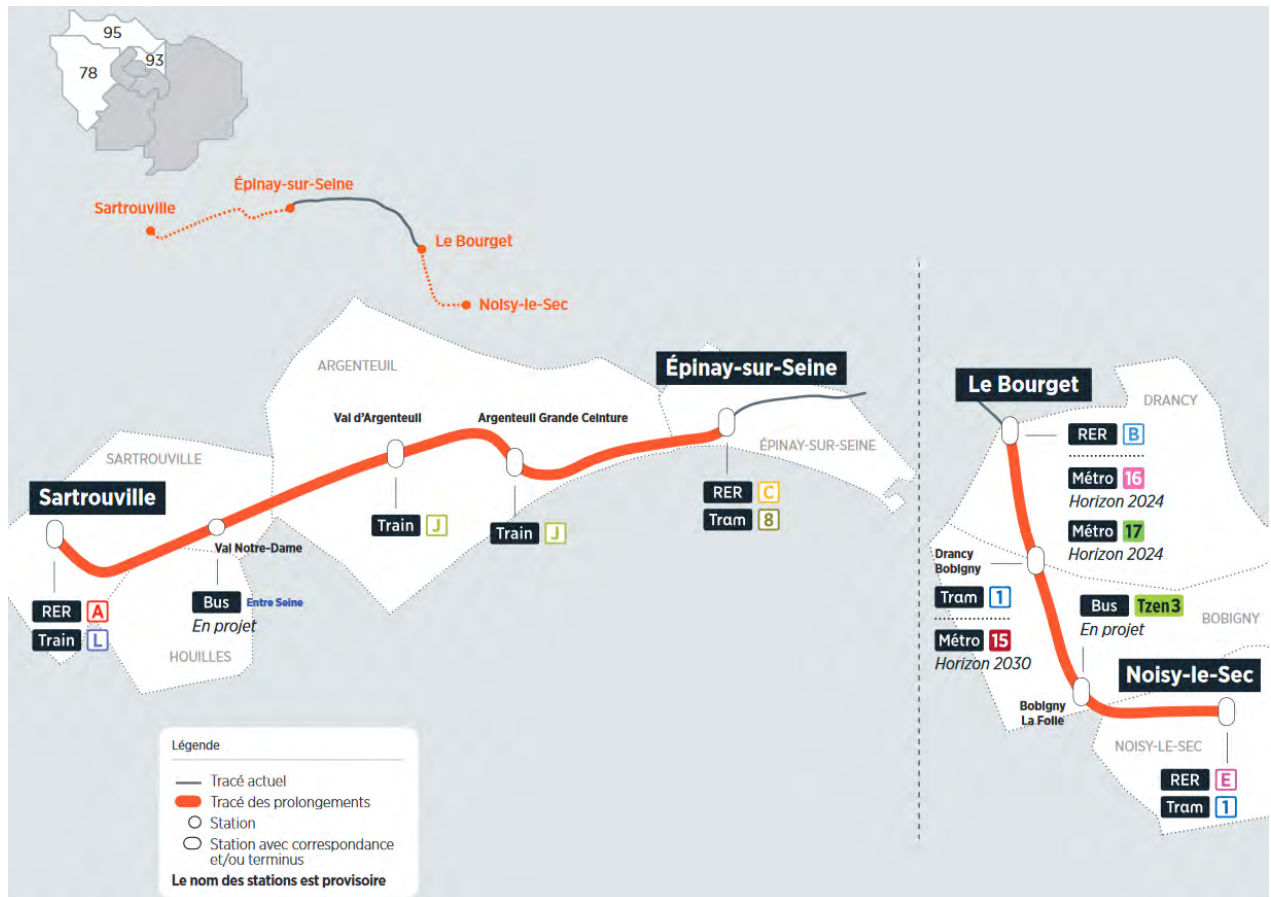 95
93
78
Épinay-sur-Seine
Sartrouville
Le Bourget
Noisy-le-Sec
ARGENTEUIL
Épinay-sur-Seine
Val d'Argenteuil
Argenteuil Grande Ceinture
ÉPINAY-SUR-SEINE
SARTROUVILLE
Sartrouville
RER C
Tram 8
Train J
Train J
Val Notre-Dame
RER A
Train L
Bus Entre Seine
En projet
HOUILLES
Le Bourget
DRANCY
RER B
Métro 16
Horizon 2024
Métro 17
Horizon 2024
Drancy
Bobigny
Tram 1
Métro 15
Horizon 2030
Bus Tzen 3
En projet
BOBIGNY
Noisy-le-Sec
Bobigny
La Folle
NOISY-LE-SEC
RER E
Tram 1
Légende
Tracé actuel
Tracé des prolongements
Station
Station avec correspondance
et/ou terminus
Le nom des stations est provisoire